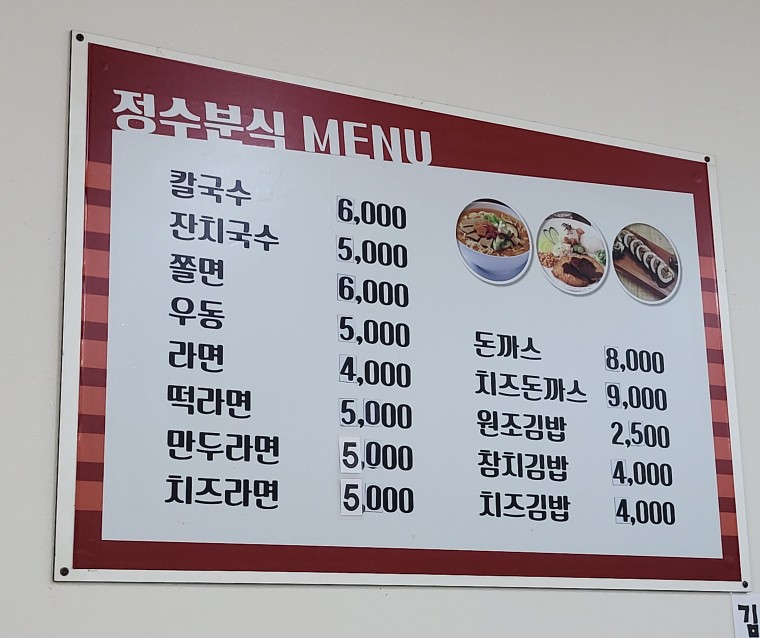 정수분식 MENU
칼국수 6,000
잔치국수 5,000
쫄면 6,000
우동 5,000
라면 4,000
떡라면 5,000
만두라면 5,000
치즈라면 5,000
돈까스 8,000
치즈돈까스 9,000
원조김밥 2,500
참치김밥 4,000
치즈김밥 4,000
김